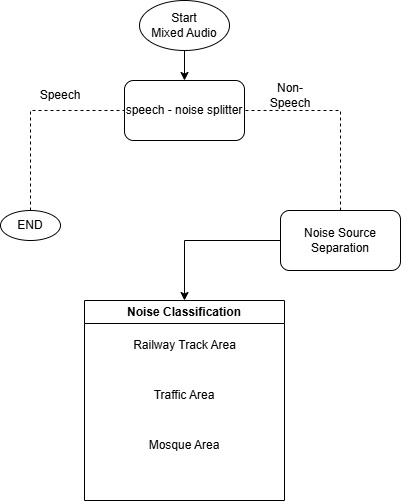 Start
Mixed Audio
Speech
Non-
Speech
speech - noise splitter
END
Noise Source
Separation
Noise Classification
Railway Track Area
Traffic Area
Mosque Area